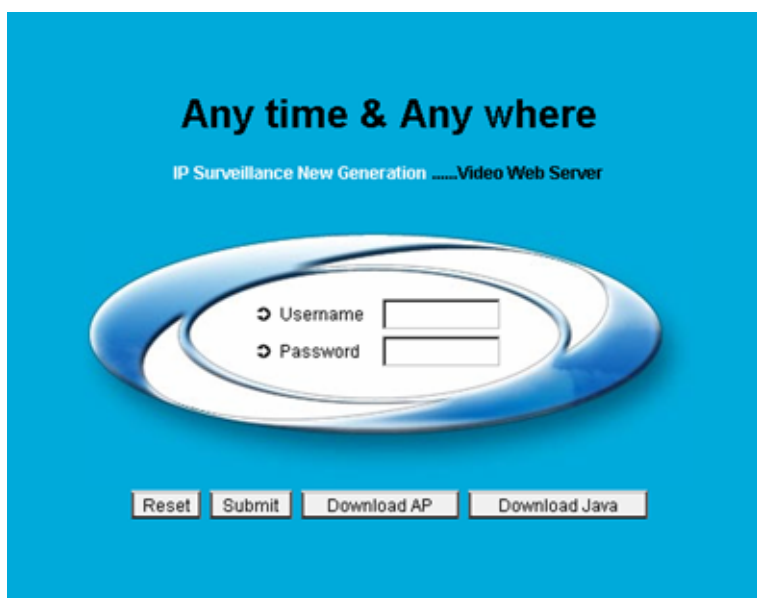 Any time & Any where
IP Surveillance New Generation ......Video Web Server
Username
Password
Reset Submit Download AP Download Java